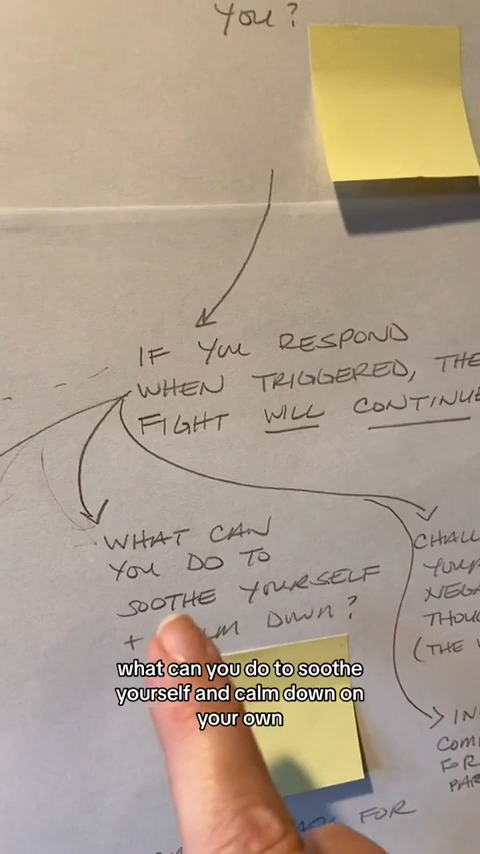 YOU?
IF YOU RESPOND
WHEN TRIGGERED, THE
FIGHT WILL CONTINUE
WHAT CAN
YOU DO TO
SOOTHE YOURSELF
+ DOWN?
CHALL
YOUR
NEGA
THOU
(THE
IN
COM
FOR
PAR
what can you do to soothe
yourself and calm down on
your own
FOR